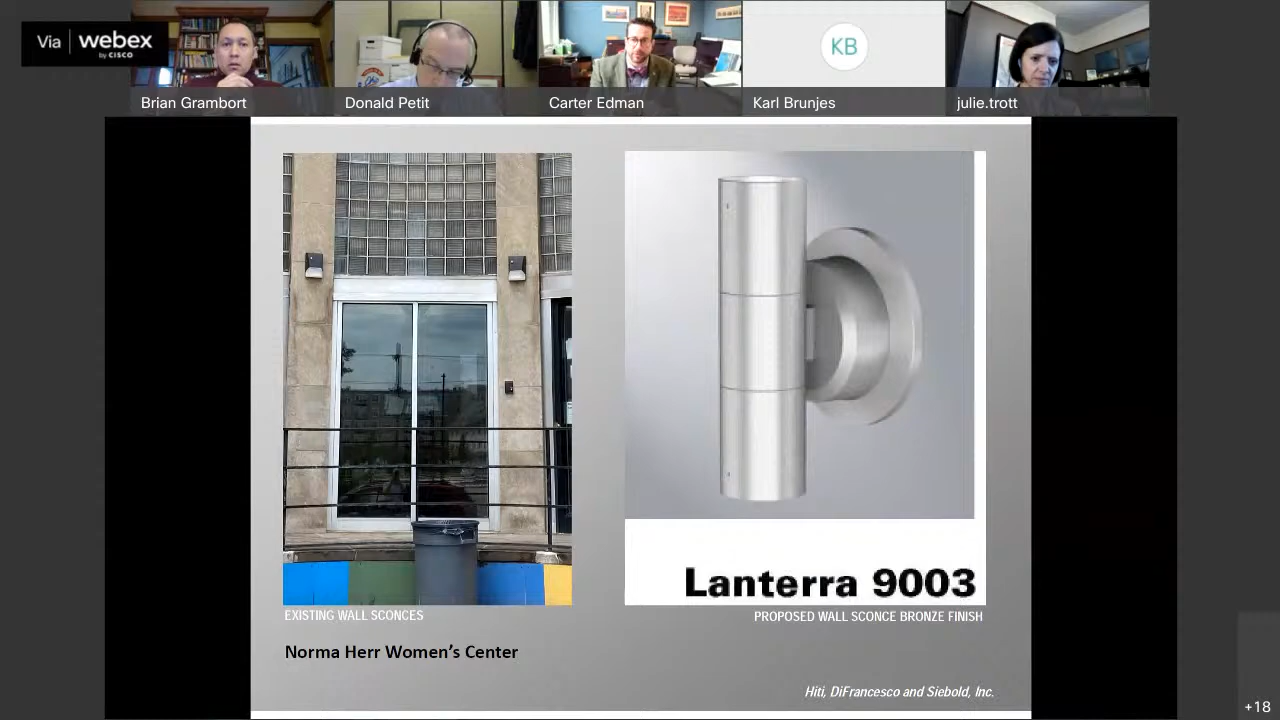 Via webex
by CISCO
Brian Grambort
Donald Petit
Carter Edman
KB
Karl Brunjes
julie.trott
Lanterra 9003
EXISTING WALL SCONCES
PROPOSED WALL SCONCE BRONZE FINISH
Norma Herr Women's Center
Hiti, DiFrancesco and Siebold, Inc.
+18